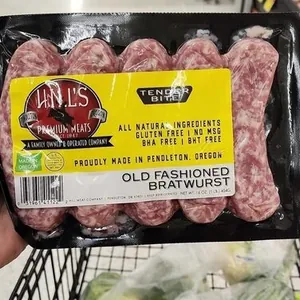 HILL'S
PREMIUM MEATS
A FAMILY OWNED & OPERATED COMPANY
TENDER
BITE
ALL NATURAL INGREDIENTS
GLUTEN FREE | NO MSG
BHA FREE | BHT FREE
PROUDLY MADE IN PENDLETON, OREGON
OLD FASHIONED
BRATWURST